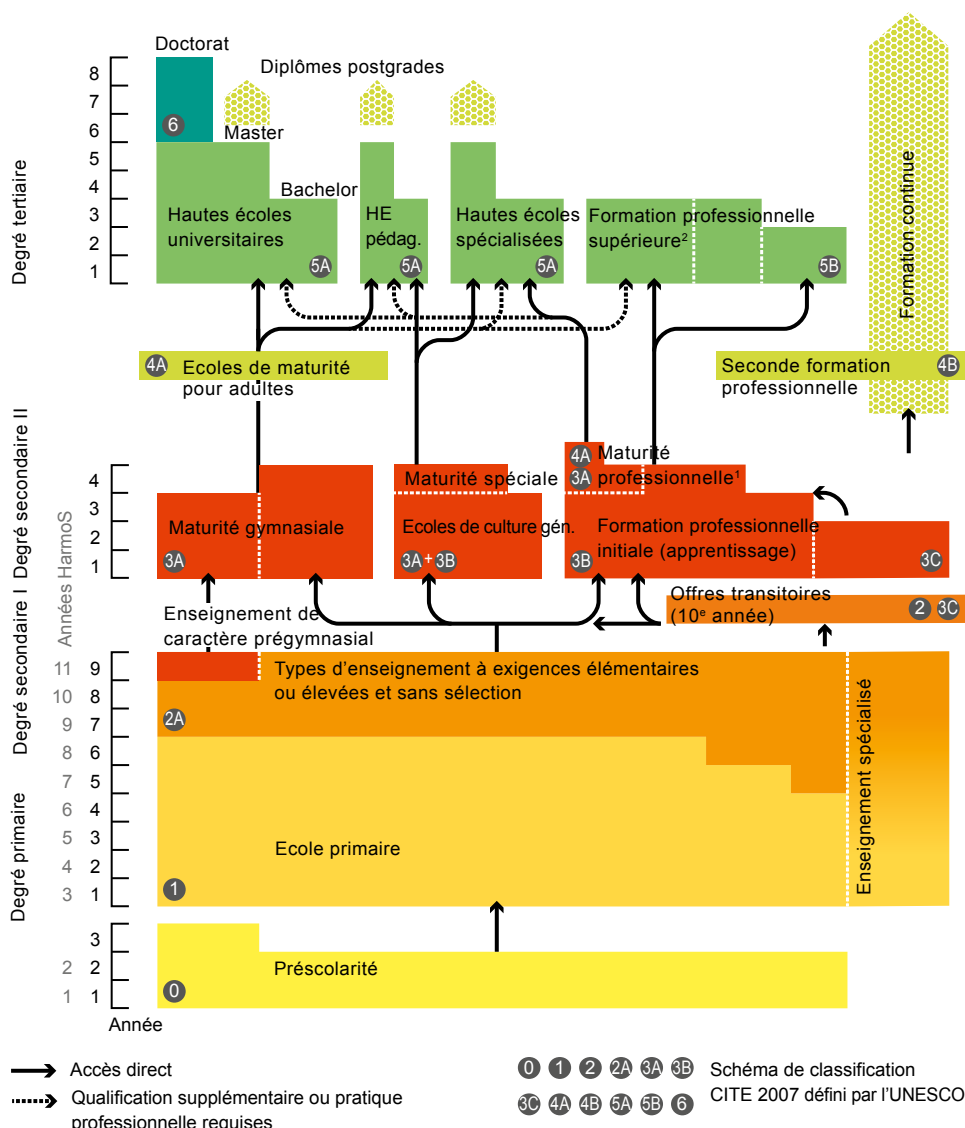 Doctorat
Diplômes postgrades
Master
Bachelor
Degré tertiaire
8
7
6
5
4
3
2
1
6
Hautes écoles
universitaires
5A
HE
pédag.
5A
Hautes écoles
spécialisées
5A
Formation professionnelle
supérieure²
5B
Formation continue
4A
Ecoles de maturité
pour adultes
Seconde formation
professionnelle
4B
Degré secondaire II
4
3
2
1
Maturité gymnasiale
3A
Maturité spéciale
Ecoles de culture gén.
3A + 3B
4A
3A
Maturité
professionnelle¹
Formation professionnelle
initiale (apprentissage)
3B
3C
Années HarmoS
Enseignement de
caractère prégymnasial
Offres transitoires
(10e année)
2
3C
Degré secondaire I
11 9
10 8
9 7
Types d’enseignement à exigences élémentaires
ou élevées et sans sélection
2A
Enseignement spécialisé
Degré primaire
8 6
7 5
6 4
5 3
4 2
3 1
Ecole primaire
1
3
2 2
1 1
Préscolarité
0
Année
Accès direct
Qualification supplémentaire ou pratique
professionnelle requises
0 1 2 2A 3A 3B
3C 4A 4B 5A 5B 6
Schéma de classification
CITE 2007 défini par l’UNESCO